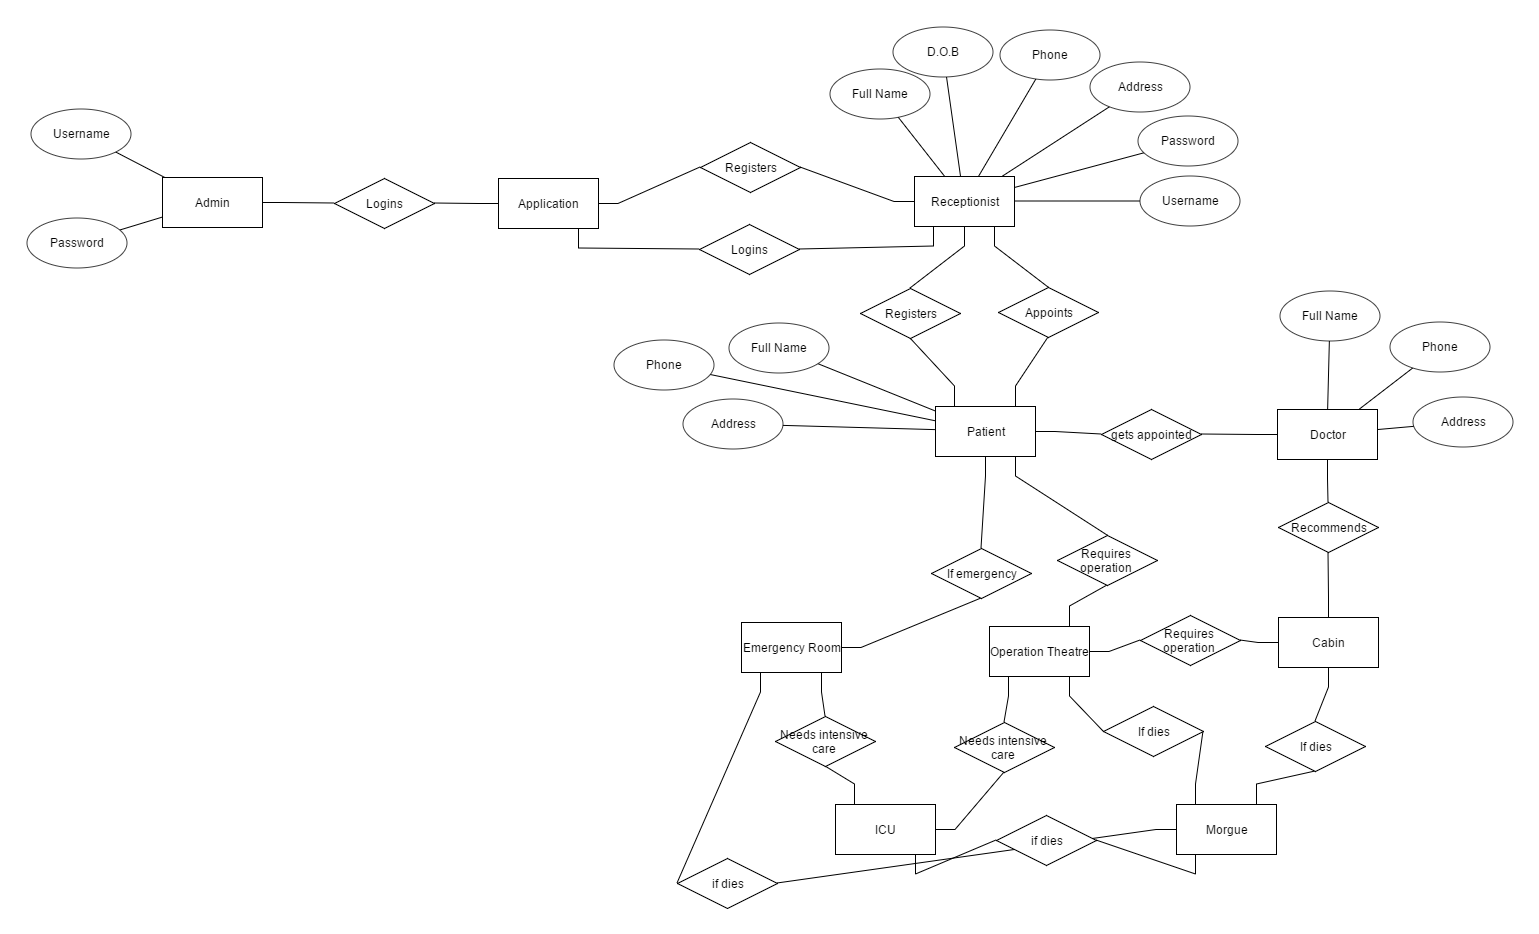 D.O.B
Phone
Full Name
Address
Username
Password
Registers
Admin
Logins
Application
Receptionist
Username
Password
Logins
Registers
Appoints
Full Name
Phone
Full Name
Phone
Address
Patient
gets appointed
Doctor
Address
Recommends
If emergency
Requires
operation
Emergency Room
Operation Theatre
Requires
operation
Cabin
Needs intensive
care
Needs intensive
care
If dies
If dies
ICU
if dies
Morgue
if dies